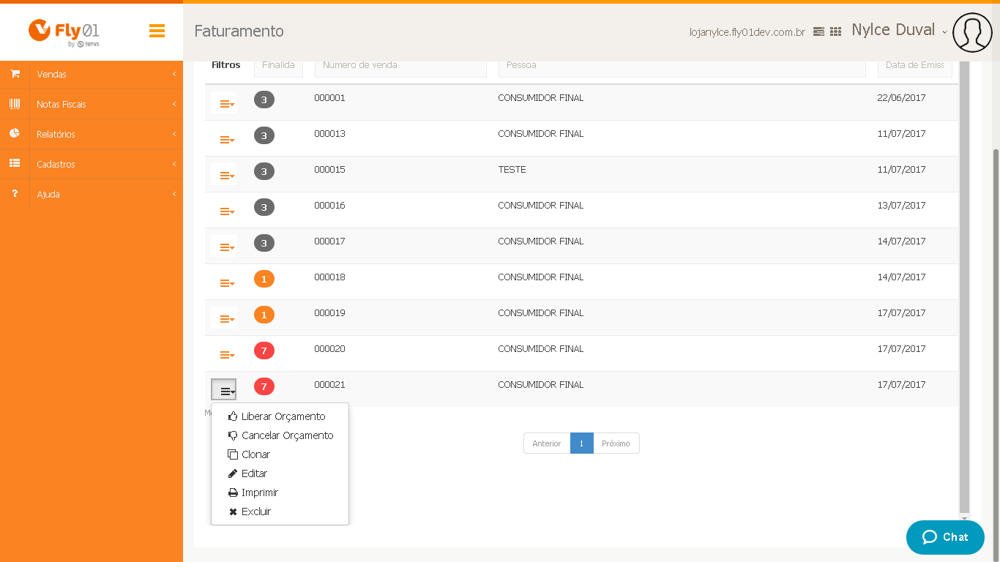 Fly01
by TOTVS
Faturamento
lojanylce.fly01dev.com.br
Nylce Duval
Vendas
Notas Fiscais
Relatórios
Cadastros
Ajuda
Filtros Finalida Número de venda Pessoa Data de Emiss
3 000001 CONSUMIDOR FINAL 22/06/2017
3 000013 CONSUMIDOR FINAL 11/07/2017
3 000015 TESTE 11/07/2017
3 000016 CONSUMIDOR FINAL 13/07/2017
3 000017 CONSUMIDOR FINAL 14/07/2017
1 000018 CONSUMIDOR FINAL 14/07/2017
1 000019 CONSUMIDOR FINAL 17/07/2017
7 000020 CONSUMIDOR FINAL 17/07/2017
7 000021 CONSUMIDOR FINAL 17/07/2017
Liberar Orçamento
Cancelar Orçamento
Clonar
Editar
Imprimir
Excluir
Anterior 1 Próximo
Chat